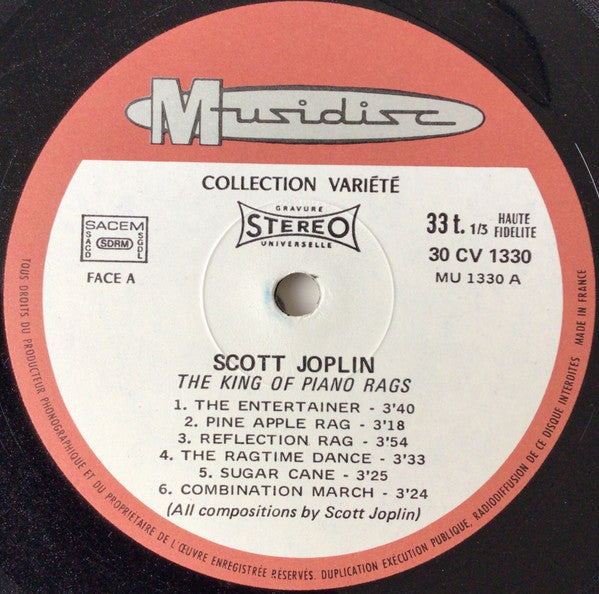 Musidisc
COLLECTION VARIÉTÉ
SACEM
SACD
SDRM
SGDL
GRAVURE
STEREO
UNIVERSELLE
33 t. 1/3 HAUTE FIDELITE
30 CV 1330
MU 1330 A
FACE A
SCOTT JOPLIN
THE KING OF PIANO RAGS
1. THE ENTERTAINER - 3'40
2. PINE APPLE RAG - 3'18
3. REFLECTION RAG - 3'54
4. THE RAGTIME DANCE - 3'33
5. SUGAR CANE - 3'25
6. COMBINATION MARCH - 3'24
(All compositions by Scott Joplin)
TOUS DROITS DU PRODUCTEUR PHONOGRAPHIQUE ET DU PROPRIETAIRE DE L'ŒUVRE ENREGISTRÉE RÉSERVÉS. DUPLICATION EXÉCUTION PUBLIQUE, RADIODIFFUSION DE CE DISQUE INTERDITES • MADE IN FRANCE